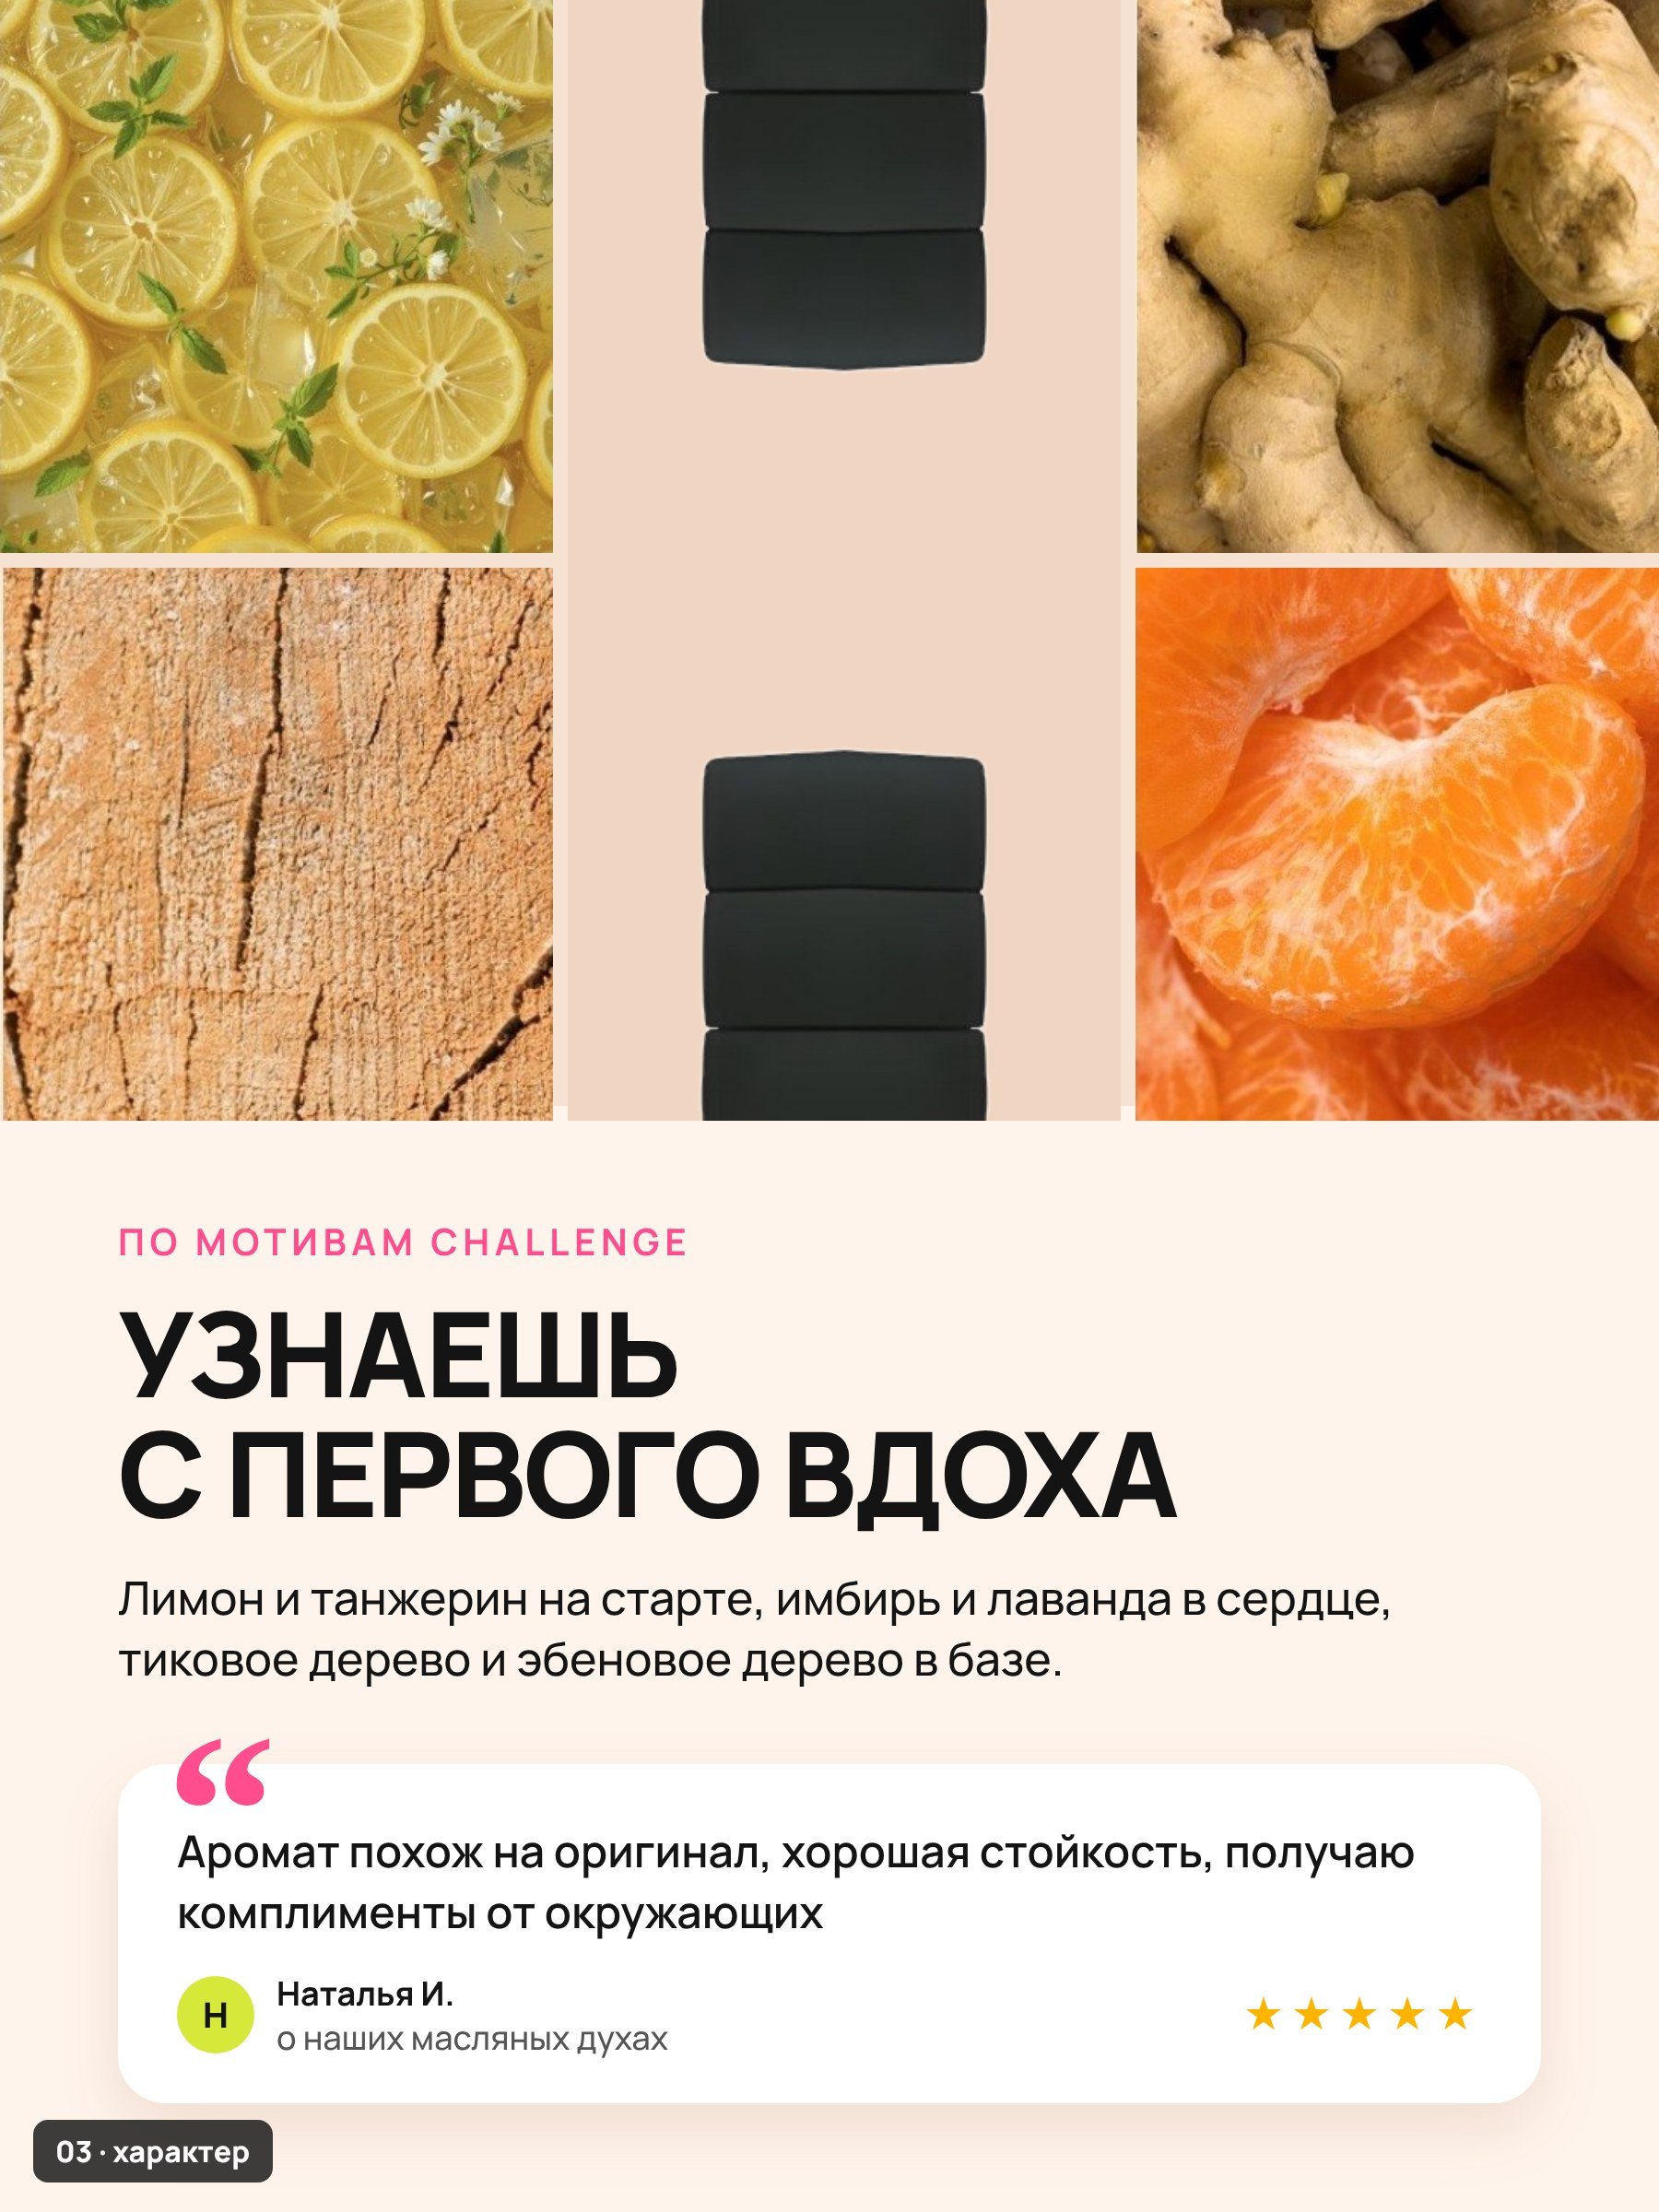 ПО МОТИВАМ CHALLENGE
УЗНАЕШЬ
С ПЕРВОГО ВДОХА
Лимон и танжерин на старте, имбирь и лаванда в сердце,
тиковое дерево и эбеновое дерево в базе.
“
Аромат похож на оригинал, хорошая стойкость, получаю
комплименты от окружающих
Н
Наталья И.
о наших масляных духах
★★★★★
03 · характер